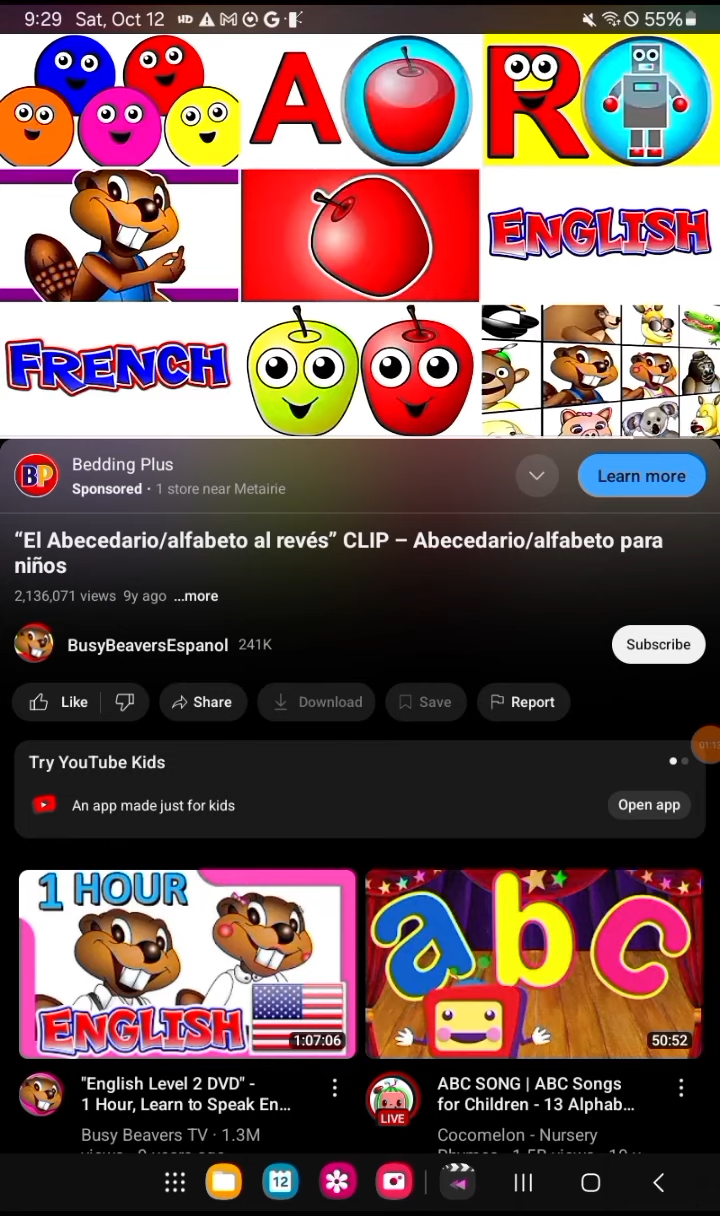 9:29 Sat, Oct 12 HD G 55%
A R
ENGLISH
FRENCH
BP Bedding Plus
Sponsored · 1 store near Metairie
Learn more
“El Abecedario/alfabeto al revés” CLIP – Abecedario/alfabeto para
niños
2,136,071 views 9y ago ...more
BusyBeaversEspanol 241K Subscribe
Like Share Download Save Report
Try YouTube Kids
An app made just for kids Open app
1 HOUR
ENGLISH
1:07:06
a b c
50:52
"English Level 2 DVD" -
1 Hour, Learn to Speak En...
Busy Beavers TV · 1.3M
ABC SONG | ABC Songs
for Children - 13 Alphab...
LIVE
Cocomelon - Nursery
12